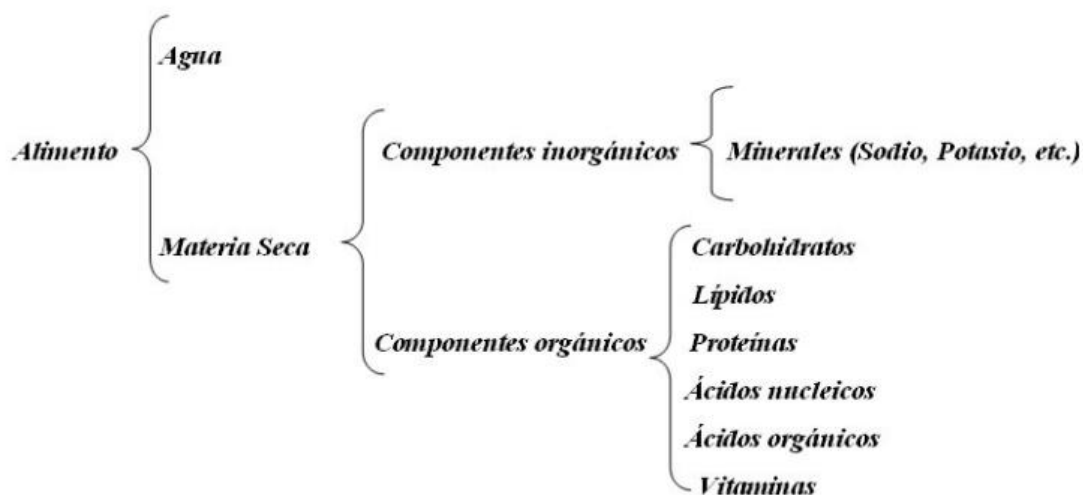 Agua
Alimento
Componentes inorgánicos
Minerales (Sodio, Potasio, etc.)
Materia Seca
Componentes orgánicos
Carbohidratos
Lípidos
Proteínas
Ácidos nucleicos
Ácidos orgánicos
Vitaminas